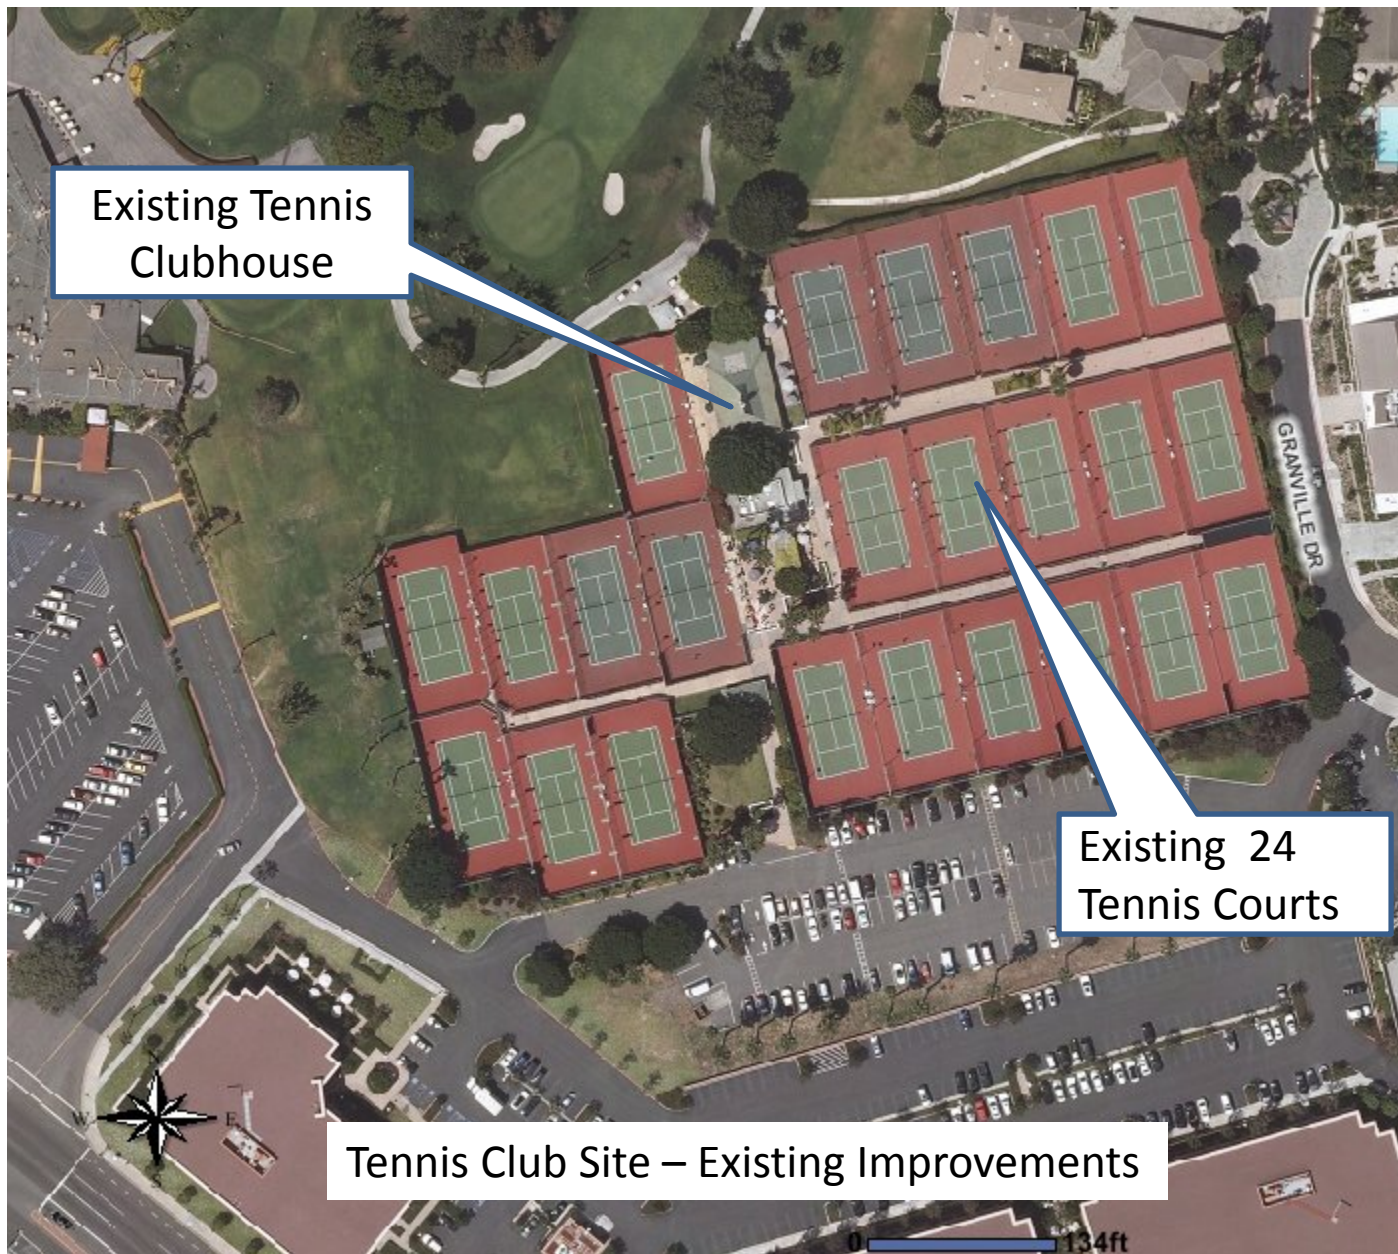 Existing Tennis
Clubhouse
GRANVILLE DR
Existing 24
Tennis Courts
W
E
Tennis Club Site – Existing Improvements
0
134ft